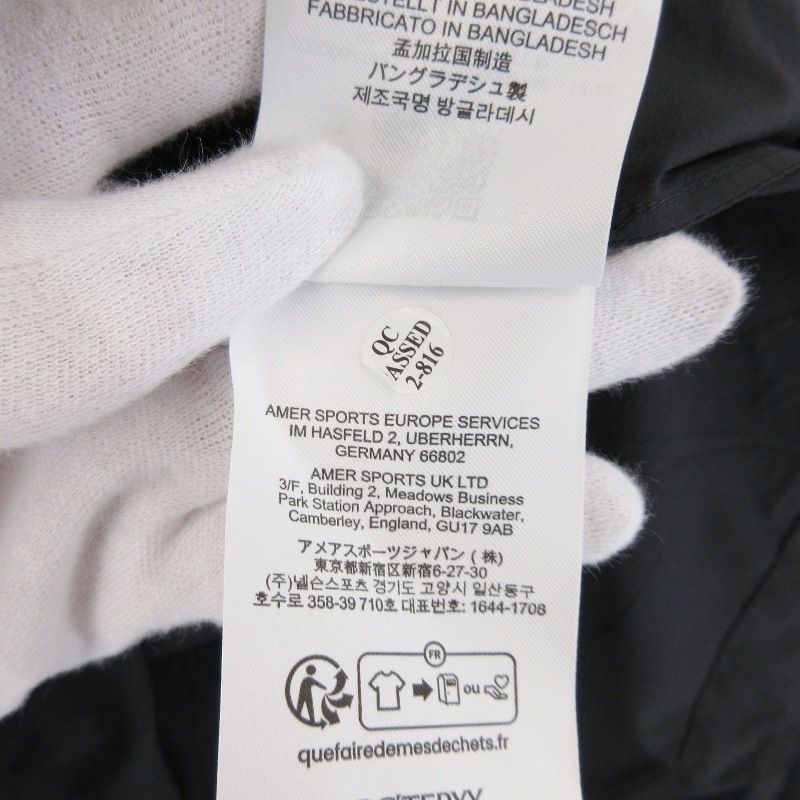 BANGLADESH
IN BANGLADESCH
FABBRICATO IN BANGLADESH
孟加拉国制造
バングラデシュ製
제조국명 방글라데시
QC
ASSED
2-816
AMER SPORTS EUROPE SERVICES
IM HASFELD 2, UBERHERRN,
GERMANY 66802
AMER SPORTS UK LTD
3/F, Building 2, Meadows Business
Park Station Approach, Blackwater,
Camberley, England, GU17 9AB
アメアスポーツジャパン (株)
東京都新宿区新宿6-27-30
(주)넬슨스포츠 경기도 고양시 일산동구
호수로 358-39 710호 대표번호: 1644-1708
FR
ou
quefairedemesdechets.fr